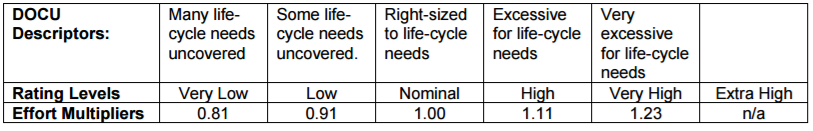 DOCU Descriptors: Many life-cycle needs uncovered Some life-cycle needs uncovered. Right-sized to life-cycle needs Excessive for life-cycle needs Very excessive for life-cycle needs
Rating Levels Very Low Low Nominal High Very High Extra High
Effort Multipliers 0.81 0.91 1.00 1.11 1.23 n/a